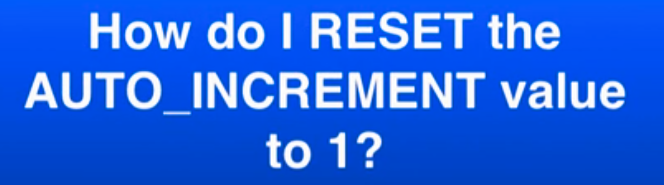 How do I RESET the
AUTO_INCREMENT value
to 1?